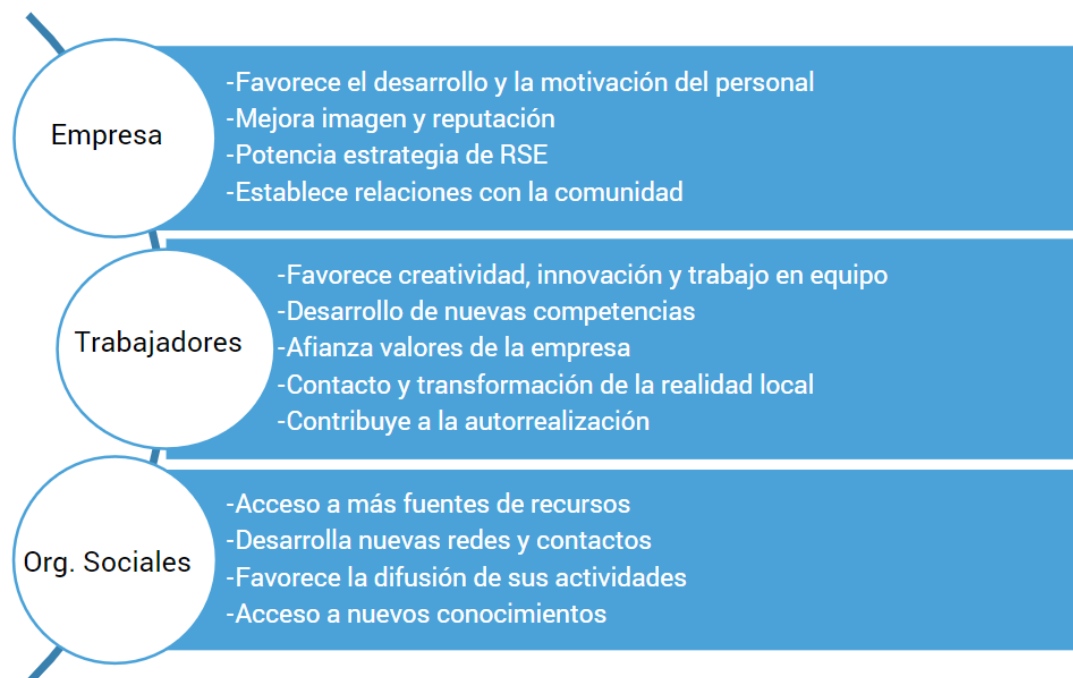 Empresa
-Favorece el desarrollo y la motivación del personal
-Mejora imagen y reputación
-Potencia estrategia de RSE
-Establece relaciones con la comunidad
Trabajadores
-Favorece creatividad, innovación y trabajo en equipo
-Desarrollo de nuevas competencias
-Afianza valores de la empresa
-Contacto y transformación de la realidad local
-Contribuye a la autorrealización
Org. Sociales
-Acceso a más fuentes de recursos
-Desarrolla nuevas redes y contactos
-Favorece la difusión de sus actividades
-Acceso a nuevos conocimientos